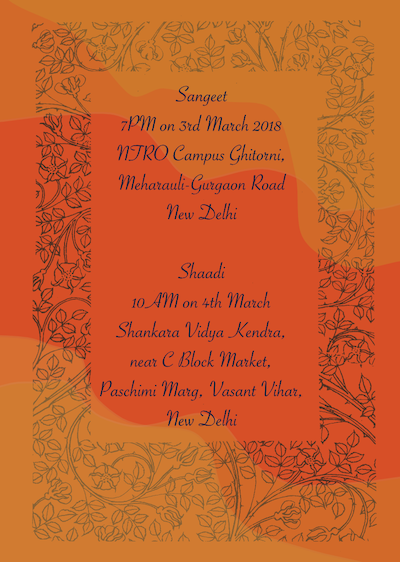 Sangeet
7PM on 3rd March 2018
NTRO Campus Ghitorni,
Meharauli-Gurgaon Road
New Delhi
Shaadi
10AM on 4th March
Shankara Vidya Kendra,
near C Block Market,
Paschimi Marg, Vasant Vihar,
New Delhi